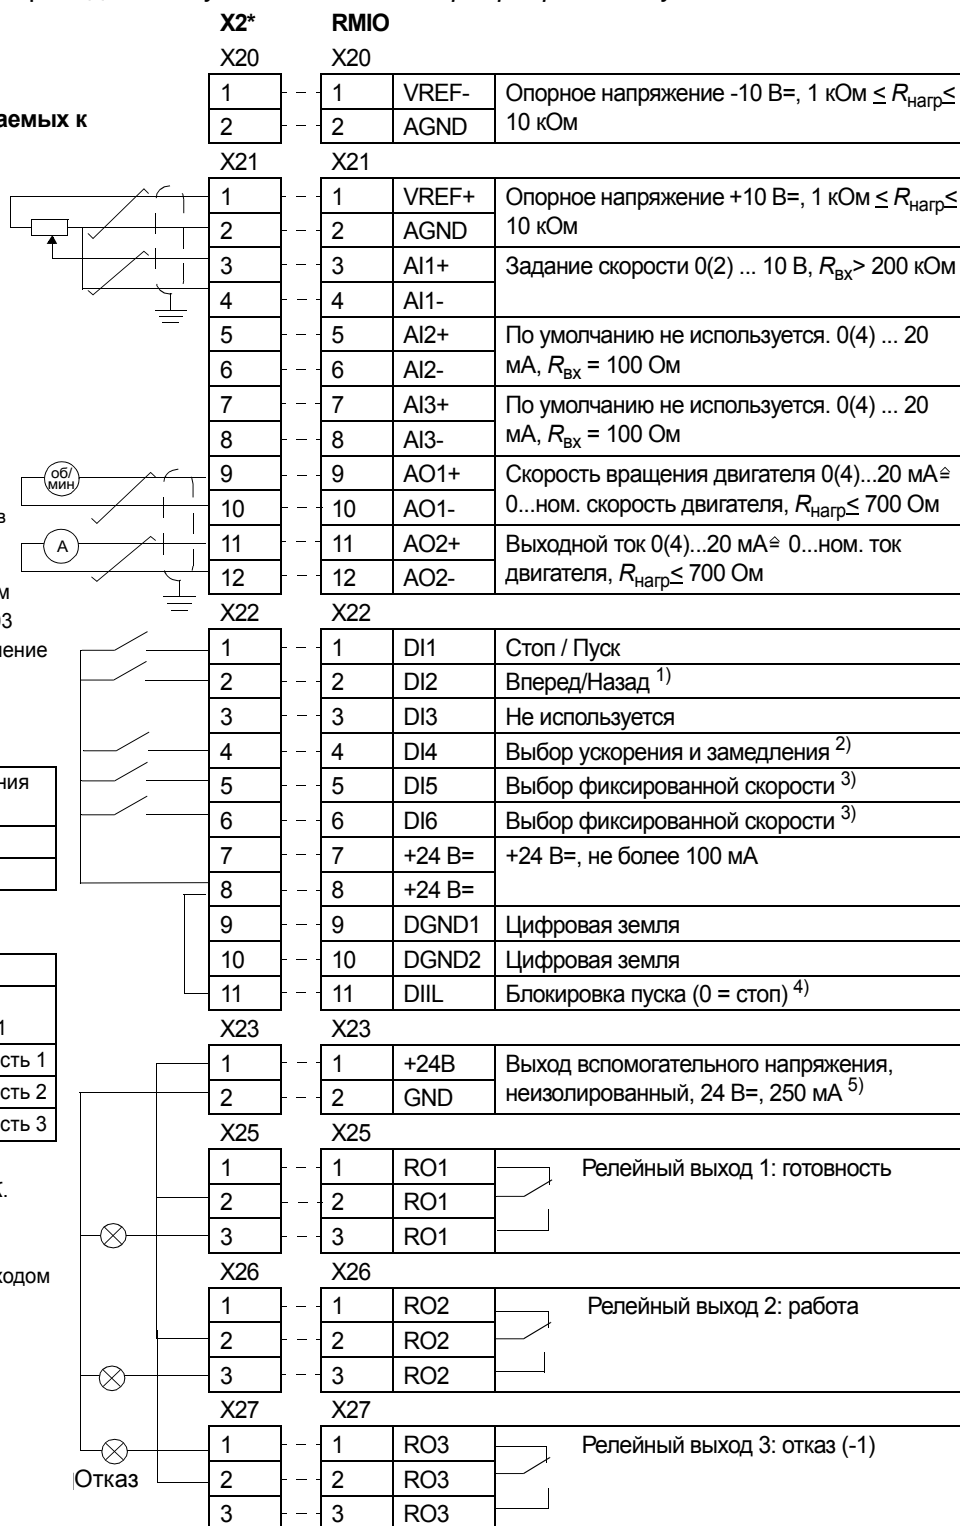 X2* RMIO
X20 X20
1 1 VREF- Опорное напряжение -10 В=, 1 кОм ≤ Rнагр≤
2 2 AGND 10 кОм
аемых к
X21 X21
1 1 VREF+ Опорное напряжение +10 В=, 1 кОм ≤ Rнагр≤
2 2 AGND 10 кОм
3 3 AI1+ Задание скорости 0(2) ... 10 В, Rвх> 200 кОм
4 4 AI1-
5 5 AI2+ По умолчанию не используется. 0(4) ... 20
6 6 AI2- мА, Rвх = 100 Ом
7 7 AI3+ По умолчанию не используется. 0(4) ... 20
8 8 AI3- мА, Rвх = 100 Ом
об/
мин
9 9 AO1+ Скорость вращения двигателя 0(4)...20 мА≙
10 10 AO1- 0...ном. скорость двигателя, Rнагр≤ 700 Ом
в
A 11 11 AO2+ Выходной ток 0(4)...20 мА≙ 0...ном. ток
12 12 AO2- двигателя, Rнагр≤ 700 Ом
м
X22 X22
03
1 1 DI1 Стоп / Пуск
ление
2 2 DI2 Вперед/Назад 1)
3 3 DI3 Не используется
4 4 DI4 Выбор ускорения и замедления 2)
ния
5 5 DI5 Выбор фиксированной скорости 3)
6 6 DI6 Выбор фиксированной скорости 3)
7 7 +24 В= +24 В=, не более 100 мА
8 8 +24 В=
9 9 DGND1 Цифровая земля
10 10 DGND2 Цифровая земля
11 11 DIIL Блокировка пуска (0 = стоп) 4)
1
X23 X23
сть 1
1 1 +24В Выход вспомогательного напряжения,
сть 2
2 2 GND неизолированный, 24 В=, 250 мА 5)
сть 3
X25 X25
1 1 RO1 Релейный выход 1: готовность
2 2 RO1
3 3 RO1
X26 X26
ходом
1 1 RO2 Релейный выход 2: работа
2 2 RO2
3 3 RO2
X27 X27
1 1 RO3 Релейный выход 3: отказ (-1)
Отказ 2 2 RO3
3 3 RO3